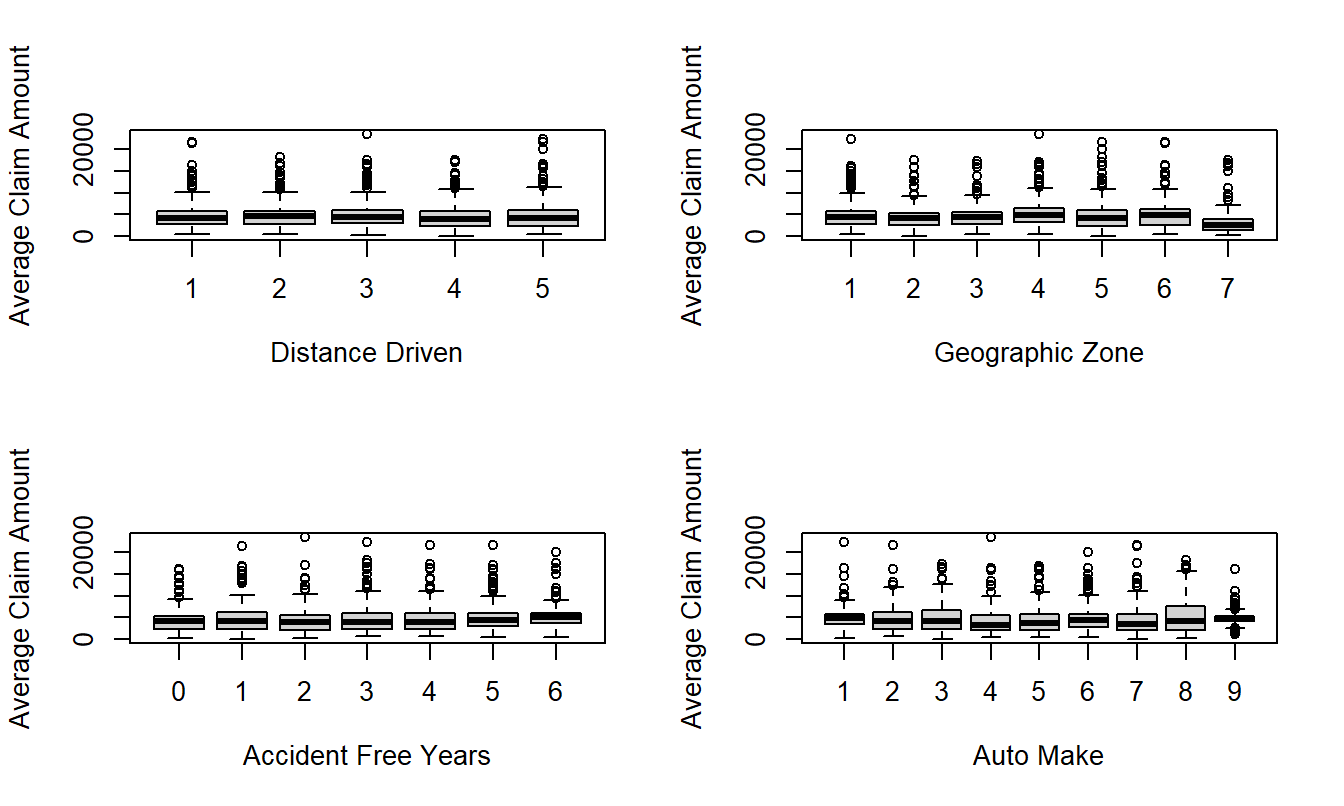 Average Claim Amount
20000
0
1 2 3 4 5
Distance Driven
Average Claim Amount
20000
0
1 2 3 4 5 6 7
Geographic Zone
Average Claim Amount
20000
0
0 1 2 3 4 5 6
Accident Free Years
Average Claim Amount
20000
0
1 2 3 4 5 6 7 8 9
Auto Make